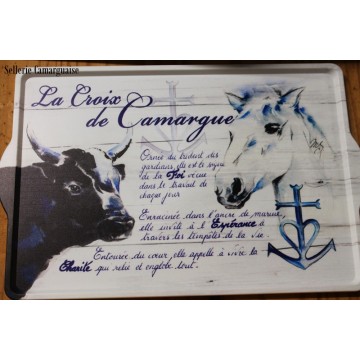 Sellerie Camarguaise
La Croix
de Camargue
Ornée du trident des
gardians, elle est le signe
de la Foi vécue
dans le travail de
chaque jour
Enracinée dans l'ancre de marine,
elle invite à l'Espérance à
travers les tempêtes de la vie.
Entourée du cœur, elle appelle à vivre la
Charité qui relie et englobe tout.